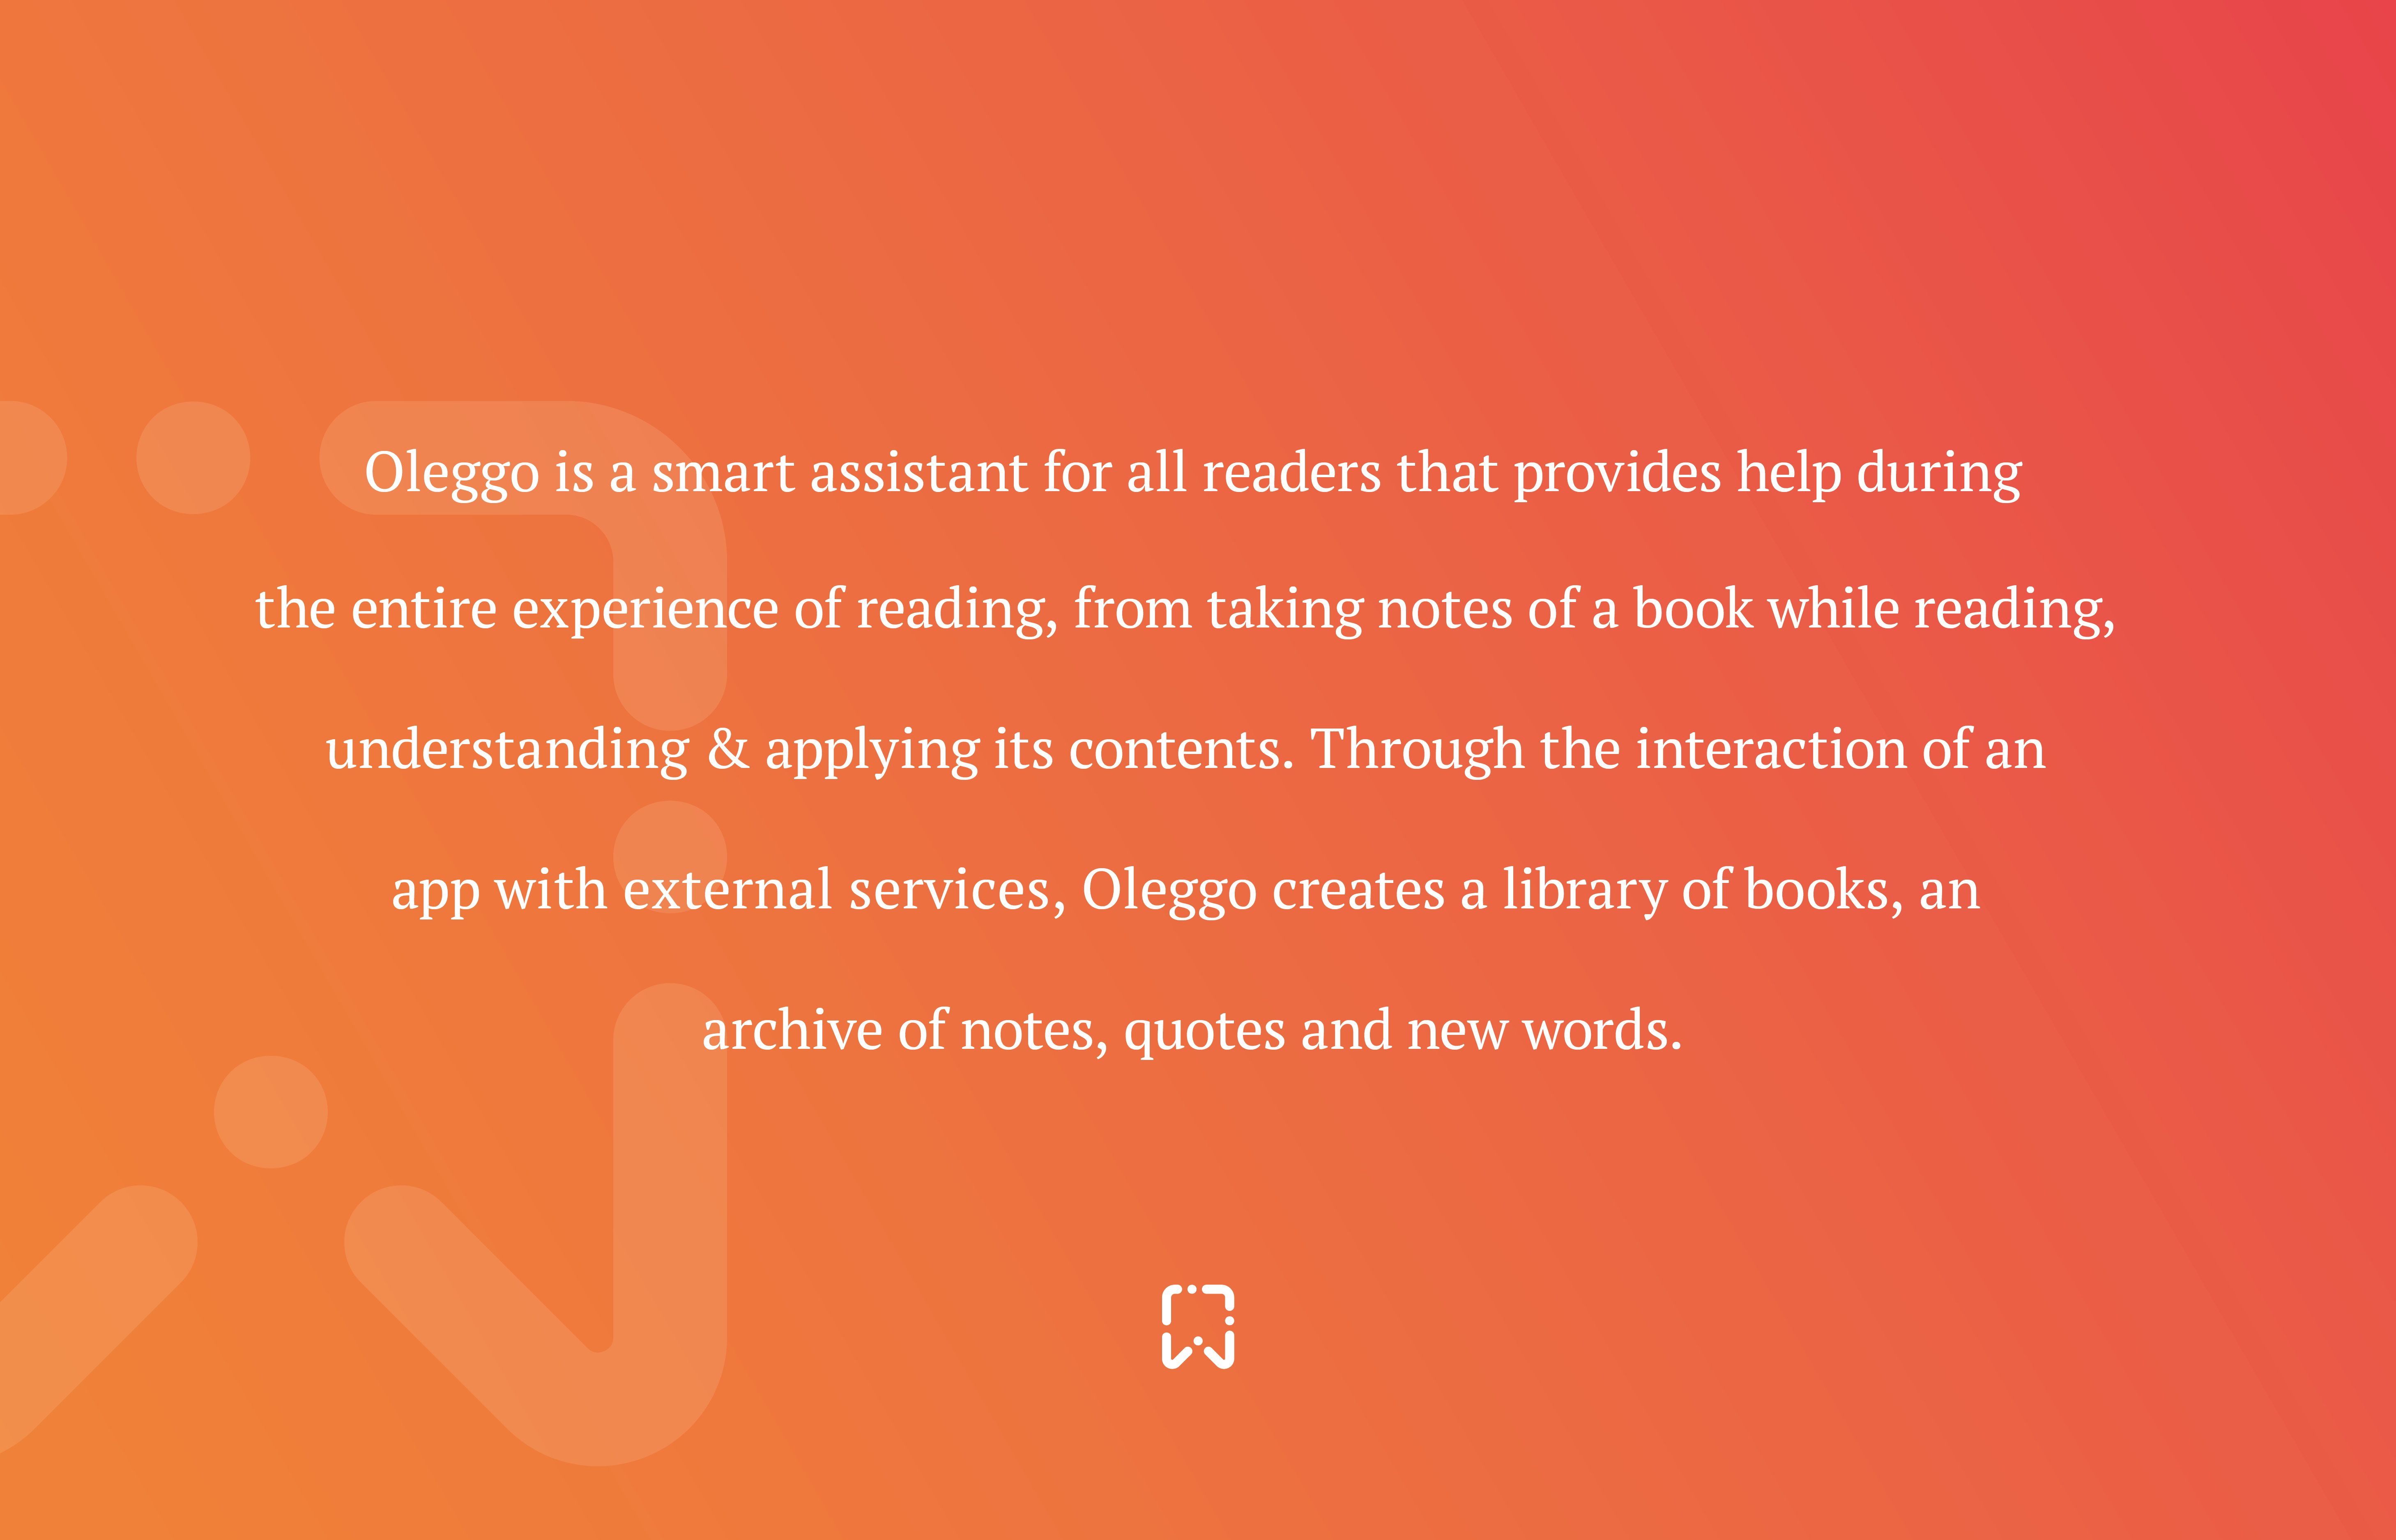 Oleggo is a smart assistant for all readers that provides help during
the entire experience of reading, from taking notes of a book while reading,
understanding & applying its contents. Through the interaction of an
app with external services, Oleggo creates a library of books, an
archive of notes, quotes and new words.